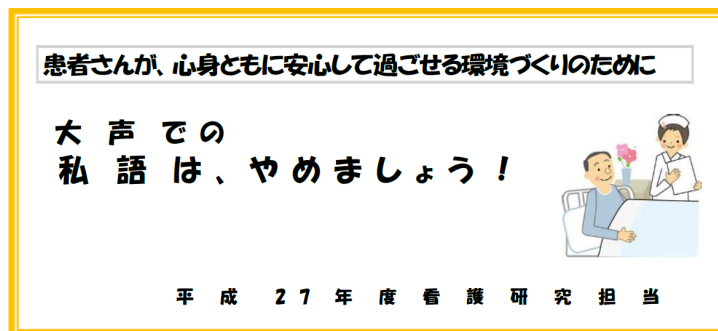 患者さんが、心身ともに安心して過ごせる環境づくりのために
大声での
私語は、やめましょう！
平成27年度看護研究担当